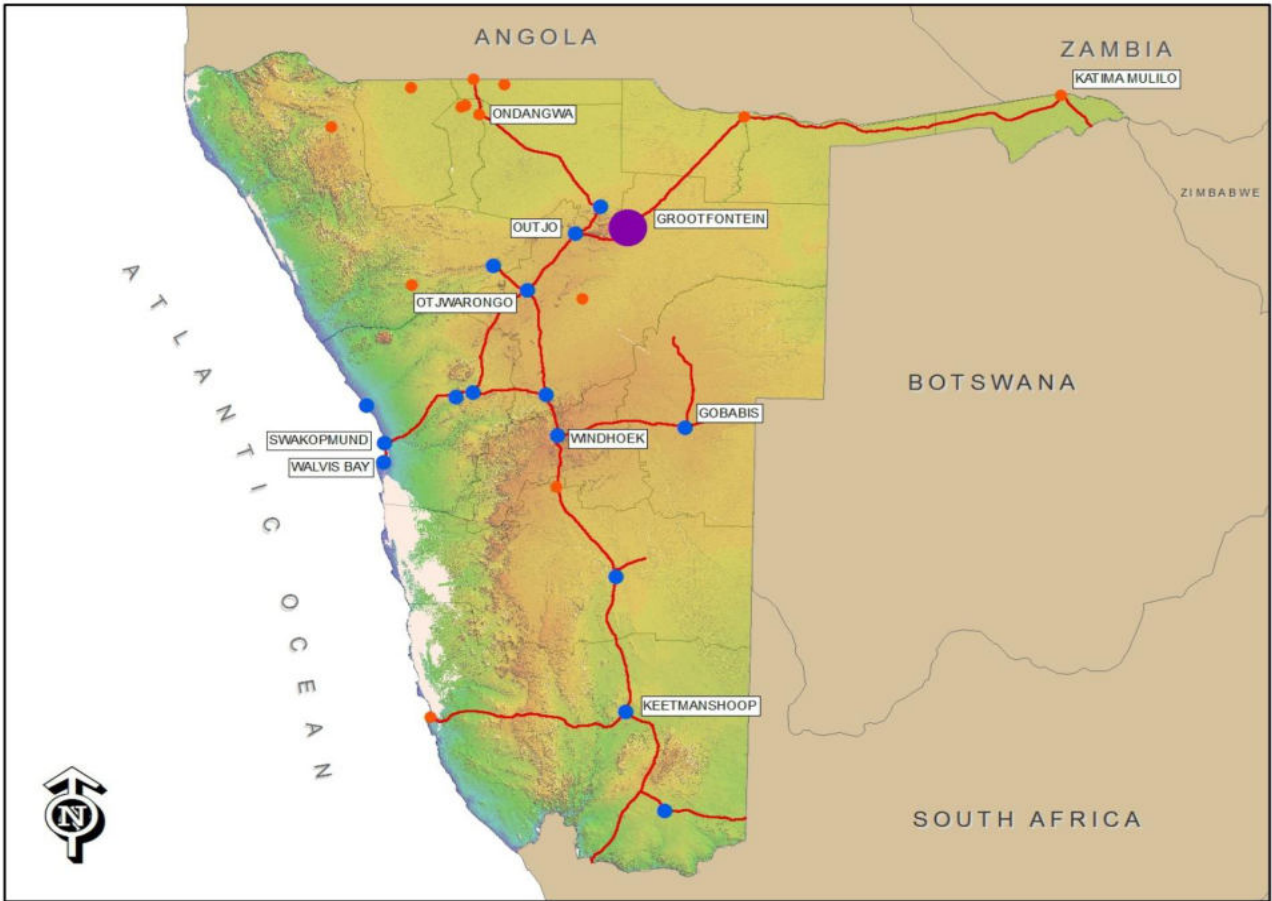 ANGOLA
ZAMBIA
KATIMA MULILO
ONDANGWA
ZIMBABWE
GROOTFONTEIN
OUTJO
OTJWARONGO
ATLANTIC OCEAN
BOTSWANA
GOBABIS
SWAKOPMUND
WINDHOEK
WALVIS BAY
KEETMANSHOOP
N
SOUTH AFRICA